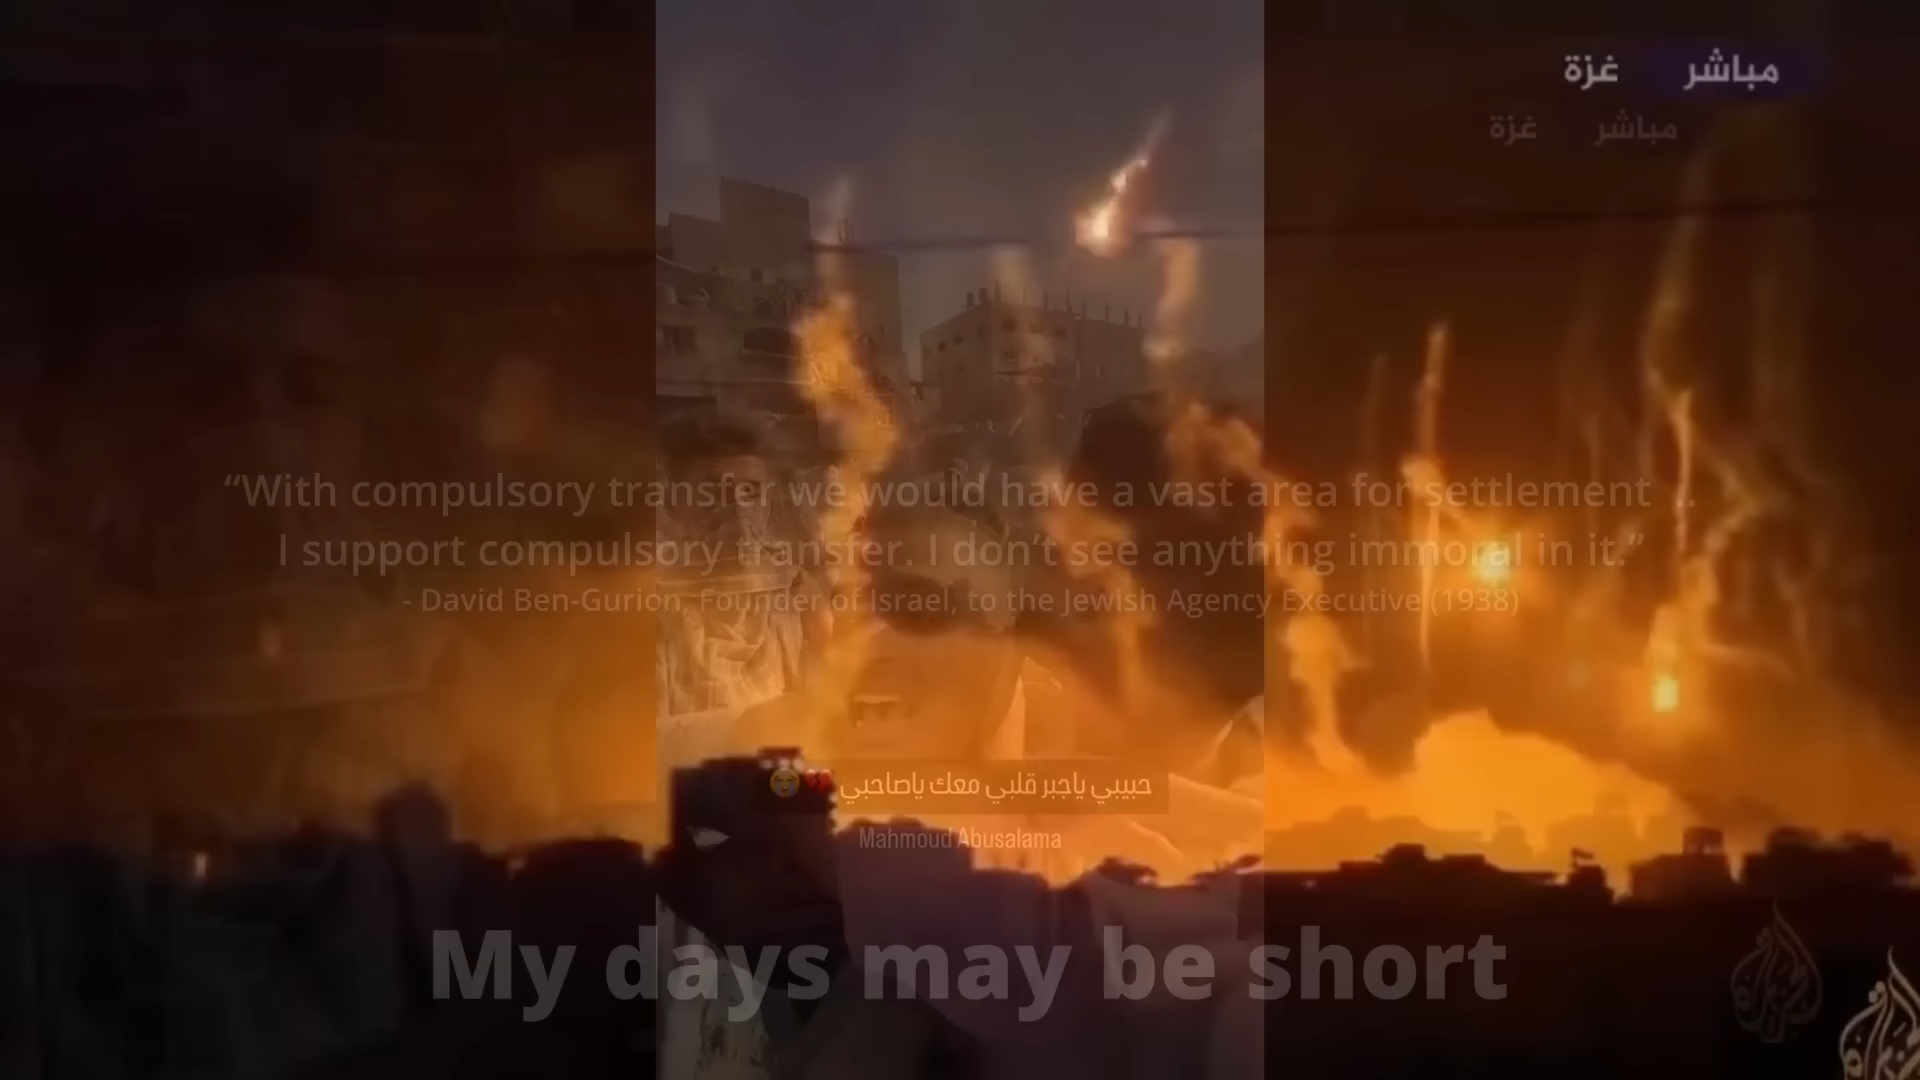 مباشر غزة
مباشر غزة
“With compulsory transfer we would have a vast area for settlement ...
I support compulsory transfer. I don’t see anything immoral in it.”
- David Ben-Gurion, Founder of Israel, to the Jewish Agency Executive (1938)
حبيبي ياجبر قلبي معك ياصاحبي 💔😭
Mahmoud Abusalama
My days may be short